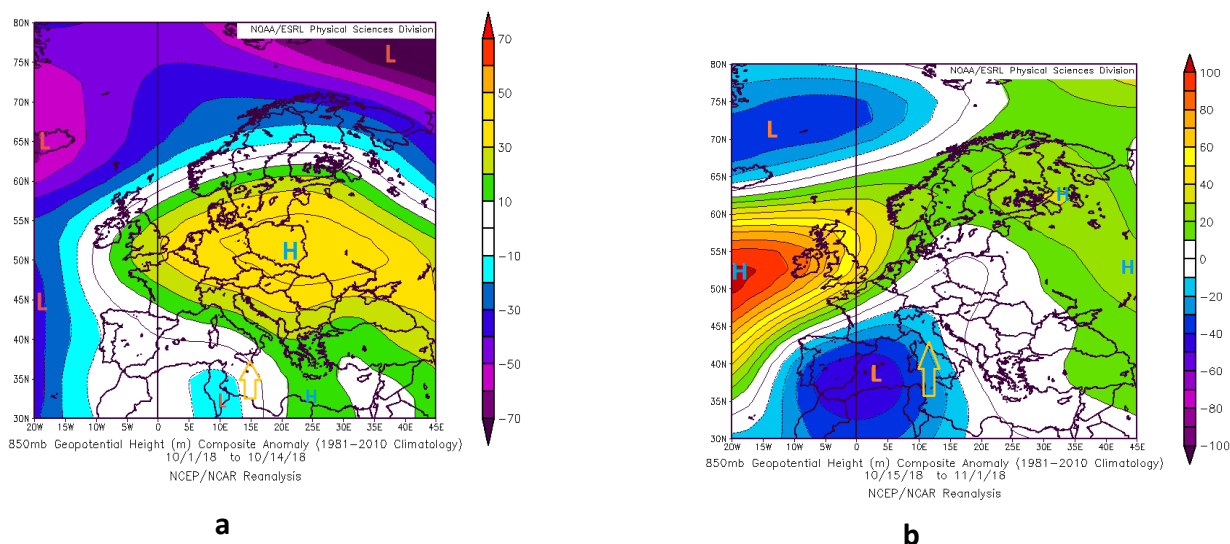 NOAA/ESRL Physical Sciences Division
80N
75N
70N
65N
60N
55N
50N
45N
40N
35N
30N
20W 15W 10W 5W 0 5E 10E 15E 20E 25E 30E 35E 40E 45E
L
L
H
L
L
H
70
50
30
10
−10
−30
−50
−70
850mb Geopotential Height (m) Composite Anomaly (1981−2010 Climatology)
10/1/18 to 10/14/18
NCEP/NCAR Reanalysis
a
NOAA/ESRL Physical Sciences Division
80N
75N
70N
65N
60N
55N
50N
45N
40N
35N
30N
20W 15W 10W 5W 0 5E 10E 15E 20E 25E 30E 35E 40E 45E
L
H
H
H
L
100
80
60
40
20
0
−20
−40
−60
−80
−100
850mb Geopotential Height (m) Composite Anomaly (1981−2010 Climatology)
10/15/18 to 11/1/18
NCEP/NCAR Reanalysis
b